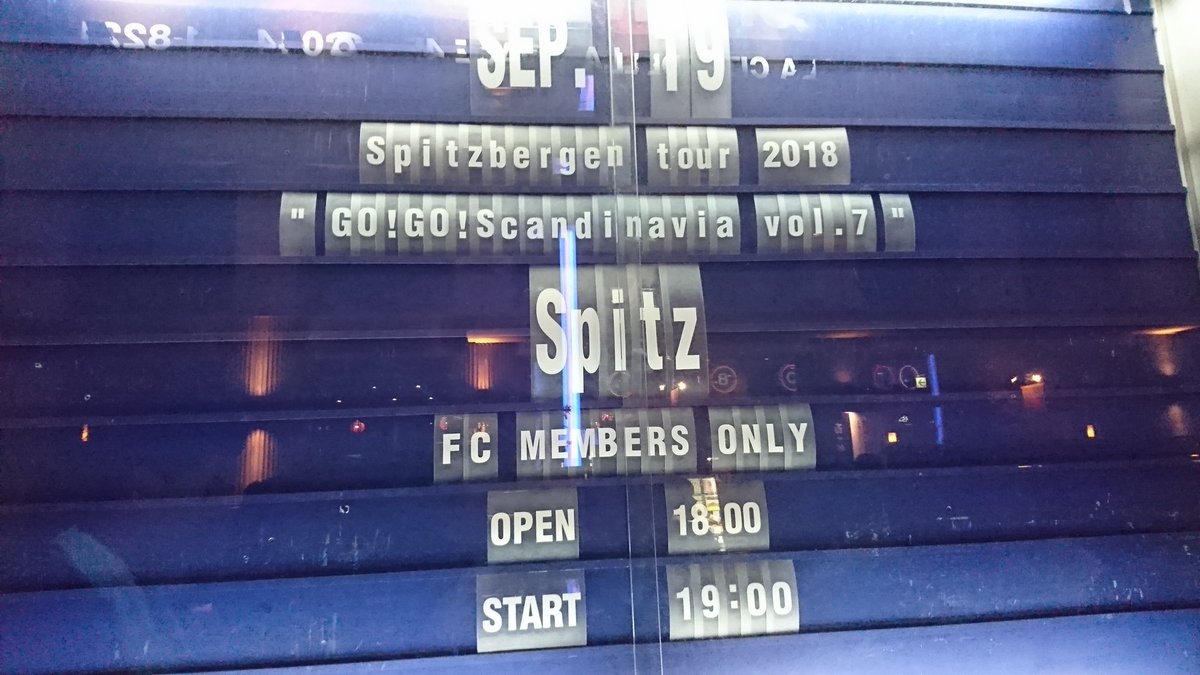 SEP. 19
Spitzbergen tour 2018
"GO!GO!Scandinavia vol.7"
Spitz
FC MEMBERS ONLY
OPEN 18:00
START 19:00